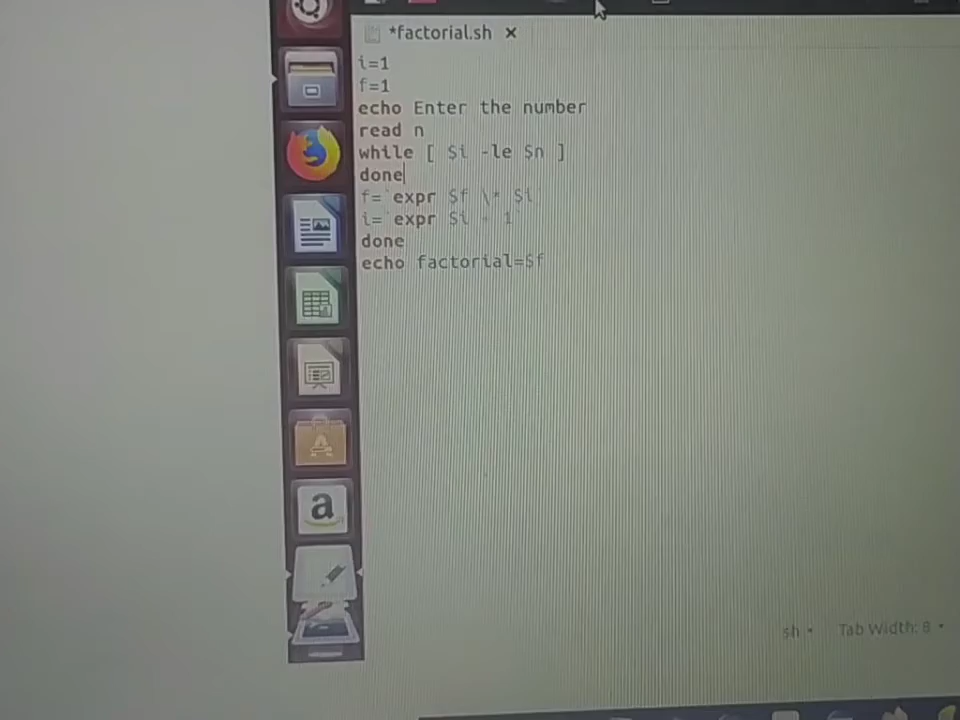 *factorial.sh ×
i=1
f=1
echo Enter the number
read n
while [ $i -le $n ]
done
f=`expr $f \* $i`
i=`expr $i + 1`
done
echo factorial=$f
sh
Tab Width: 8